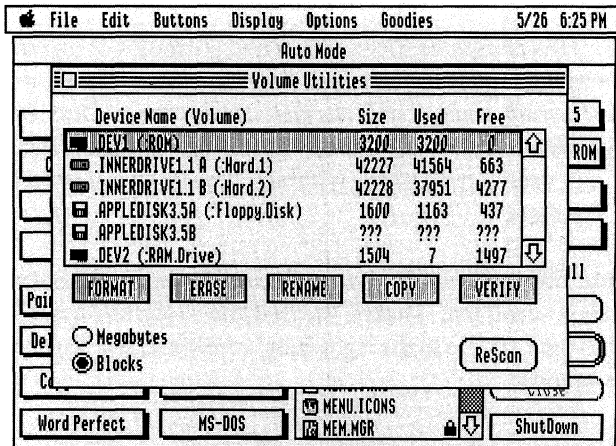 File Edit Buttons Display Options Goodies 5/26 6:25 PM
Auto Mode
Volume Utilities
Device Name (Volume) Size Used Free
.DEV1 (:ROM) 3200 3200 0
.INNERDRIVE1.1 A (:Hard.1) 42227 41564 663
.INNERDRIVE1.1 B (:Hard.2) 42228 37951 4277
.APPLEDISK3.5A (:Floppy.Disk) 1600 1163 437
.APPLEDISK3.5B ??? ??? ???
.DEV2 (:RAM.Drive) 1504 7 1497
FORMAT ERASE RENAME COPY VERIFY
Megabytes
Blocks
ReScan
5
ROM
MENU.ICONS
MEM.MGR
Word Perfect MS-DOS ShutDown